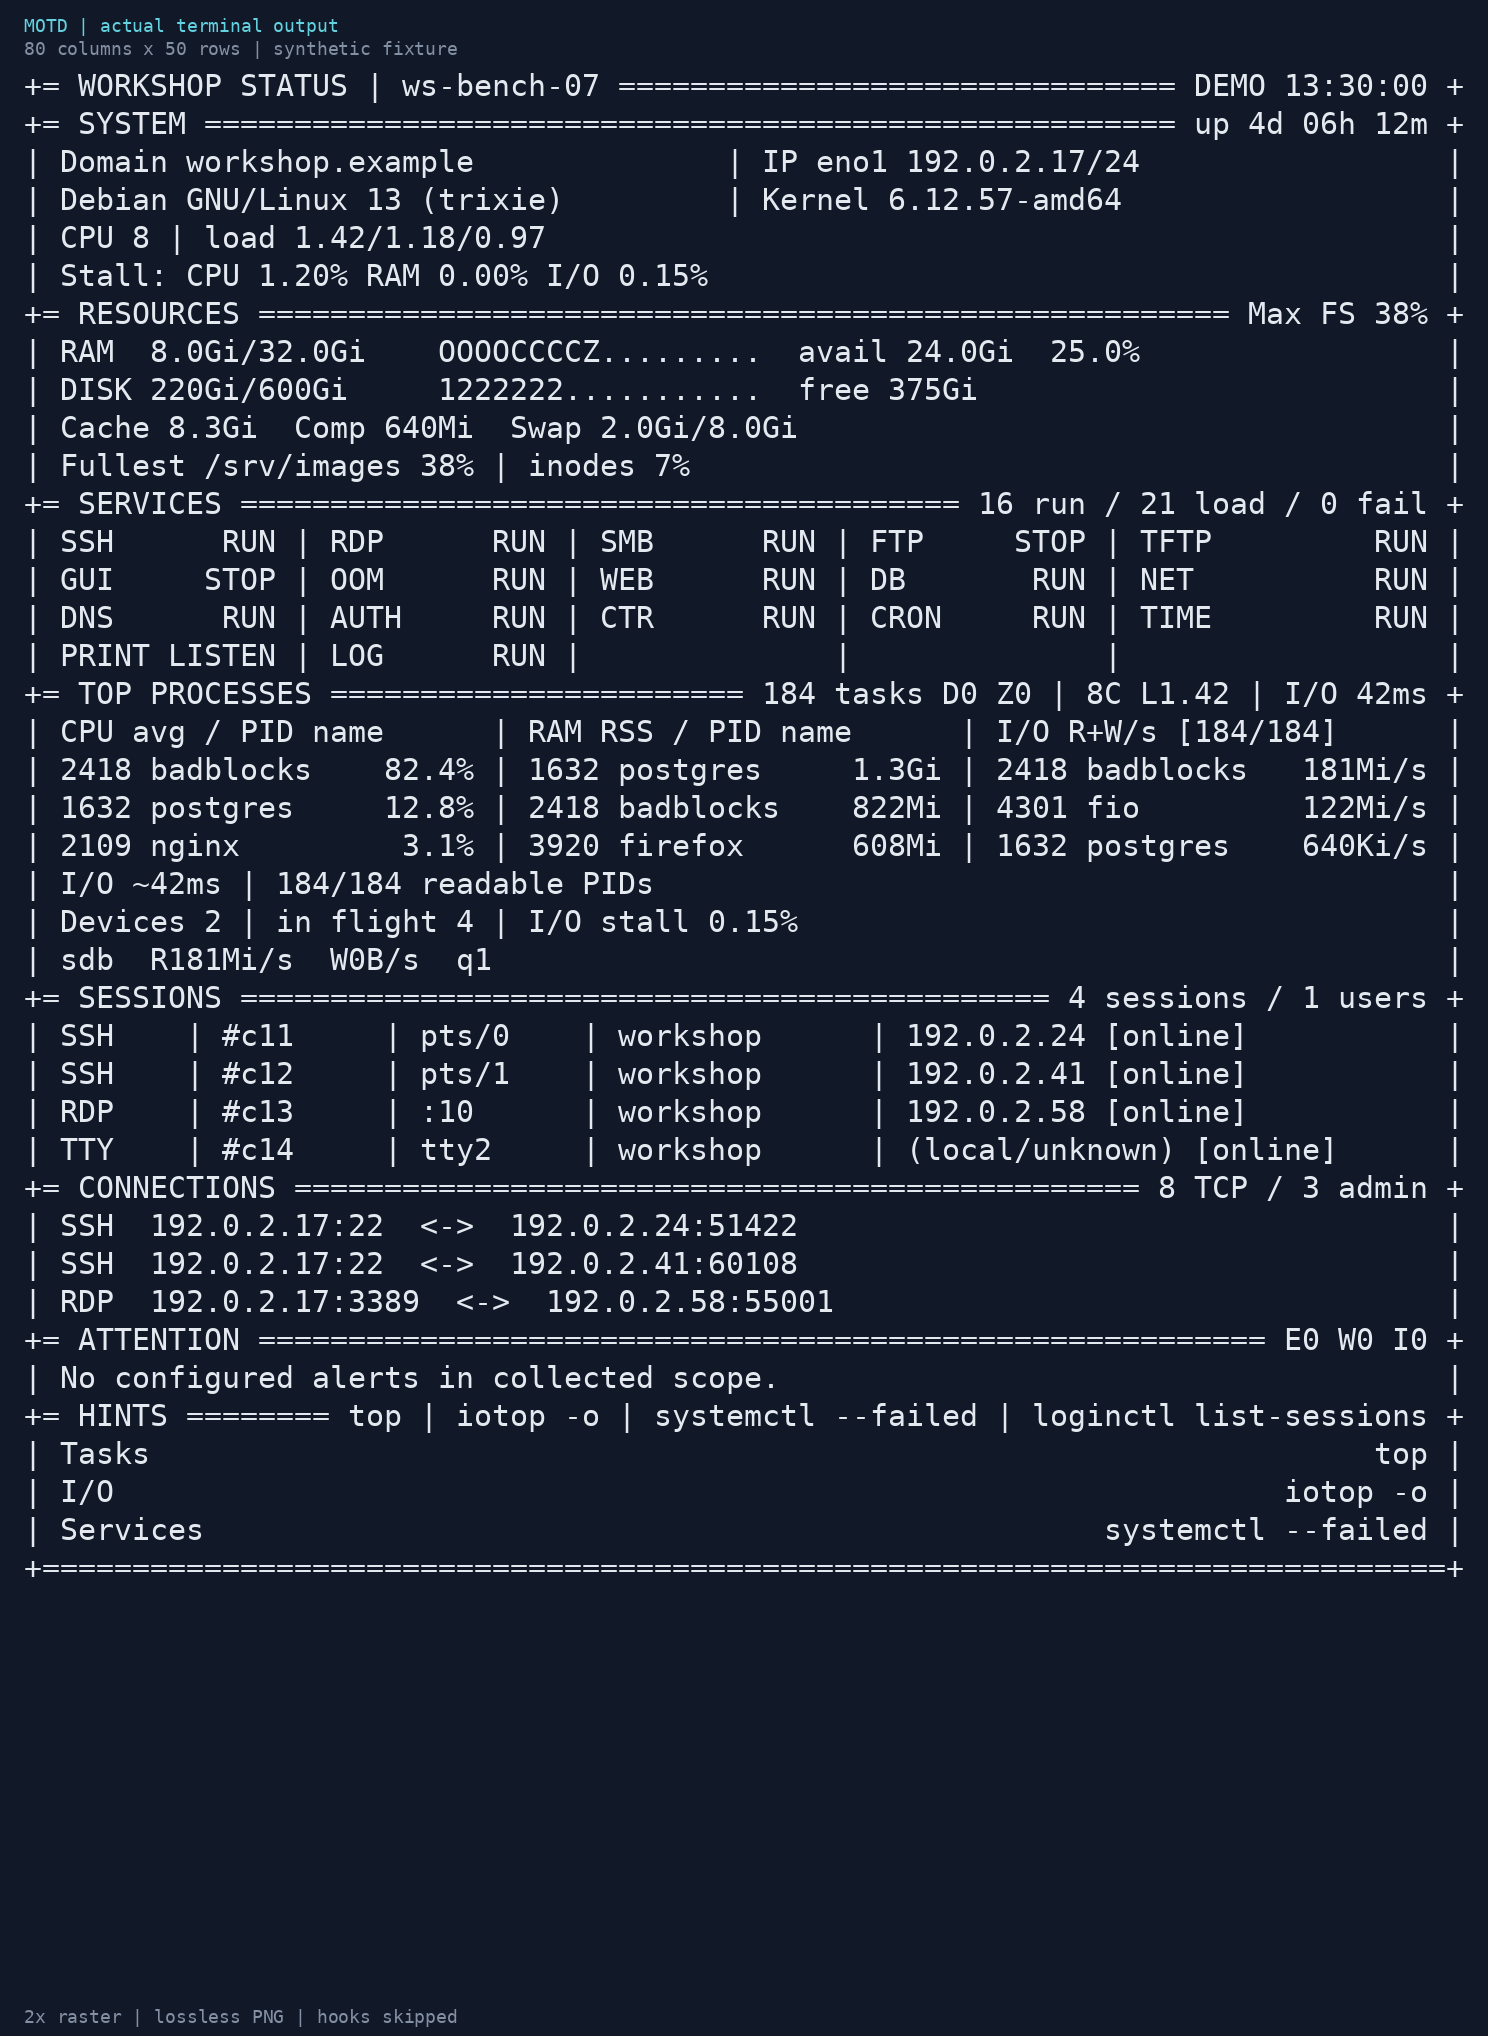 MOTD | actual terminal output
80 columns x 50 rows | synthetic fixture
+= WORKSHOP STATUS | ws-bench-07 =============================== DEMO 13:30:00 +
+= SYSTEM ====================================================== up 4d 06h 12m +
| Domain workshop.example              | IP eno1 192.0.2.17/24                 |
| Debian GNU/Linux 13 (trixie)         | Kernel 6.12.57-amd64                  |
| CPU 8 | load 1.42/1.18/0.97                                                  |
| Stall: CPU 1.20% RAM 0.00% I/O 0.15%                                         |
+= RESOURCES ====================================================== Max FS 38% +
| RAM  8.0Gi/32.0Gi    OOOOCCCCZ.........  avail 24.0Gi  25.0%                 |
| DISK 220Gi/600Gi     1222222...........  free 375Gi                          |
| Cache 8.3Gi  Comp 640Mi  Swap 2.0Gi/8.0Gi                                    |
| Fullest /srv/images 38% | inodes 7%                                          |
+= SERVICES ======================================== 16 run / 21 load / 0 fail +
| SSH      RUN | RDP      RUN | SMB      RUN | FTP     STOP | TFTP         RUN |
| GUI     STOP | OOM      RUN | WEB      RUN | DB       RUN | NET          RUN |
| DNS      RUN | AUTH     RUN | CTR      RUN | CRON     RUN | TIME         RUN |
| PRINT LISTEN | LOG      RUN |              |              |                  |
+= TOP PROCESSES ======================= 184 tasks D0 Z0 | 8C L1.42 | I/O 42ms +
| CPU avg / PID name      | RAM RSS / PID name      | I/O R+W/s [184/184]      |
| 2418 badblocks    82.4% | 1632 postgres     1.3Gi | 2418 badblocks   181Mi/s |
| 1632 postgres     12.8% | 2418 badblocks    822Mi | 4301 fio         122Mi/s |
| 2109 nginx         3.1% | 3920 firefox      608Mi | 1632 postgres    640Ki/s |
| I/O ~42ms | 184/184 readable PIDs                                            |
| Devices 2 | in flight 4 | I/O stall 0.15%                                    |
| sdb  R181Mi/s  W0B/s  q1                                                     |
+= SESSIONS ============================================= 4 sessions / 1 users +
| SSH    | #c11     | pts/0    | workshop      | 192.0.2.24 [online]           |
| SSH    | #c12     | pts/1    | workshop      | 192.0.2.41 [online]           |
| RDP    | #c13     | :10      | workshop      | 192.0.2.58 [online]           |
| TTY    | #c14     | tty2     | workshop      | (local/unknown) [online]      |
+= CONNECTIONS =============================================== 8 TCP / 3 admin +
| SSH  192.0.2.17:22  <->  192.0.2.24:51422                                    |
| SSH  192.0.2.17:22  <->  192.0.2.41:60108                                    |
| RDP  192.0.2.17:3389  <->  192.0.2.58:55001                                  |
+= ATTENTION ======================================================== E0 W0 I0 +
| No configured alerts in collected scope.                                     |
+= HINTS ======== top | iotop -o | systemctl --failed | loginctl list-sessions +
| Tasks                                                                    top |
| I/O                                                                 iotop -o |
| Services                                                  systemctl --failed |
+==============================================================================+
2x raster | lossless PNG | hooks skipped